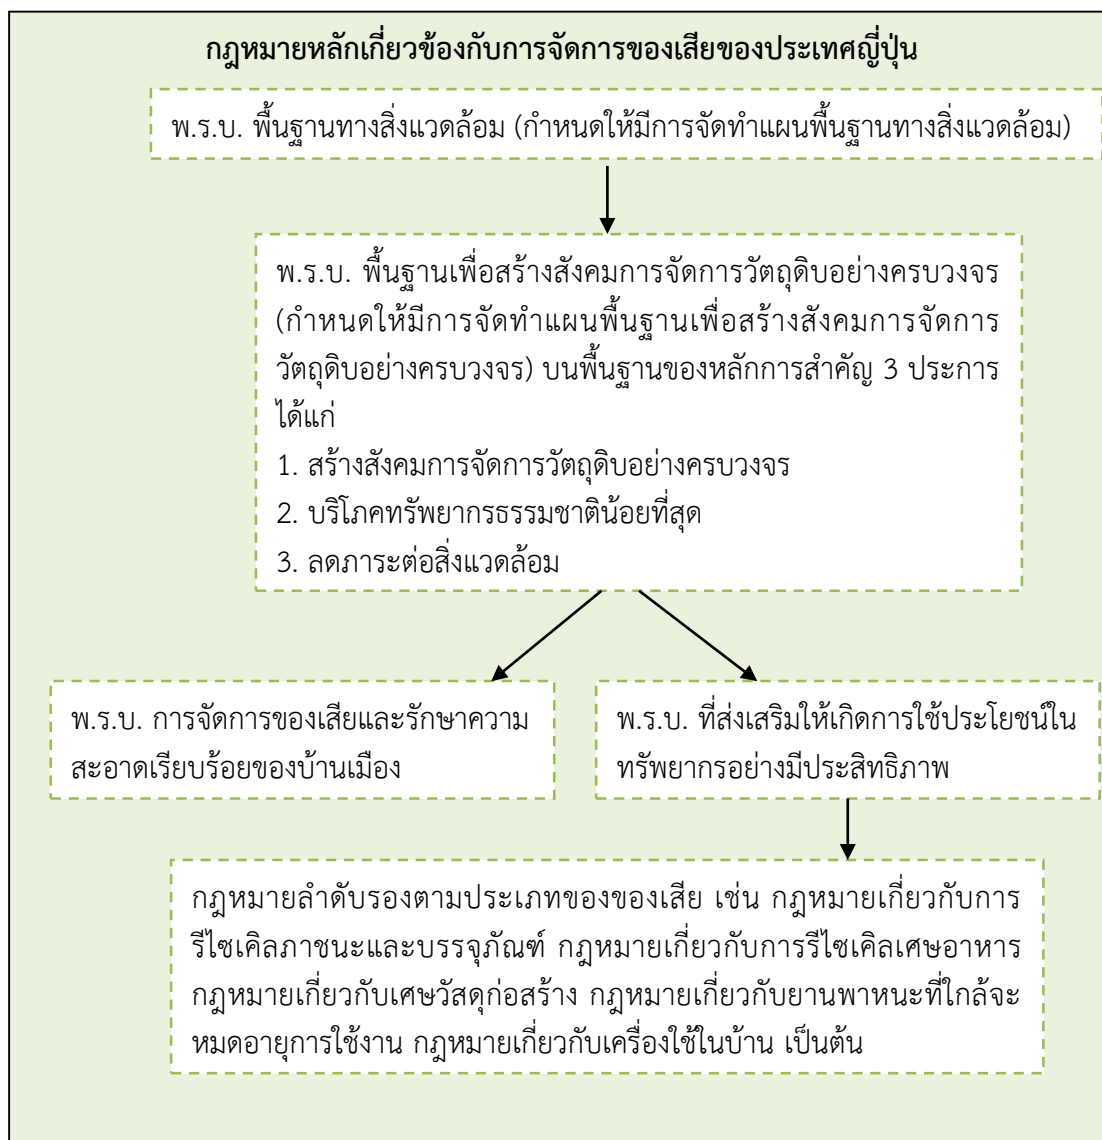 กฎหมายหลักเกี่ยวข้องกับการจัดการของเสียของประเทศญี่ปุ่น
พ.ร.บ. พื้นฐานทางสิ่งแวดล้อม (กำหนดให้มีการจัดทำแผนพื้นฐานทางสิ่งแวดล้อม)
พ.ร.บ. พื้นฐานเพื่อสร้างสังคมการจัดการวัตถุดิบอย่างครบวงจร
(กำหนดให้มีการจัดทำแผนพื้นฐานเพื่อสร้างสังคมการจัดการ
วัตถุดิบอย่างครบวงจร) บนพื้นฐานของหลักการสำคัญ 3 ประการ
ได้แก่
1. สร้างสังคมการจัดการวัตถุดิบอย่างครบวงจร
2. บริโภคทรัพยากรธรรมชาติน้อยที่สุด
3. ลดภาระต่อสิ่งแวดล้อม
พ.ร.บ. การจัดการของเสียและรักษาความ
สะอาดเรียบร้อยของบ้านเมือง
พ.ร.บ. ที่ส่งเสริมให้เกิดการใช้ประโยชน์ใน
ทรัพยากรอย่างมีประสิทธิภาพ
กฎหมายลำดับรองตามประเภทของของเสีย เช่น กฎหมายเกี่ยวกับการ
รีไซเคิลภาชนะและบรรจุภัณฑ์ กฎหมายเกี่ยวกับการรีไซเคิลเศษอาหาร
กฎหมายเกี่ยวกับเศษวัสดุก่อสร้าง กฎหมายเกี่ยวกับยานพาหนะที่ใกล้จะ
หมดอายุการใช้งาน กฎหมายเกี่ยวกับเครื่องใช้ในบ้าน เป็นต้น